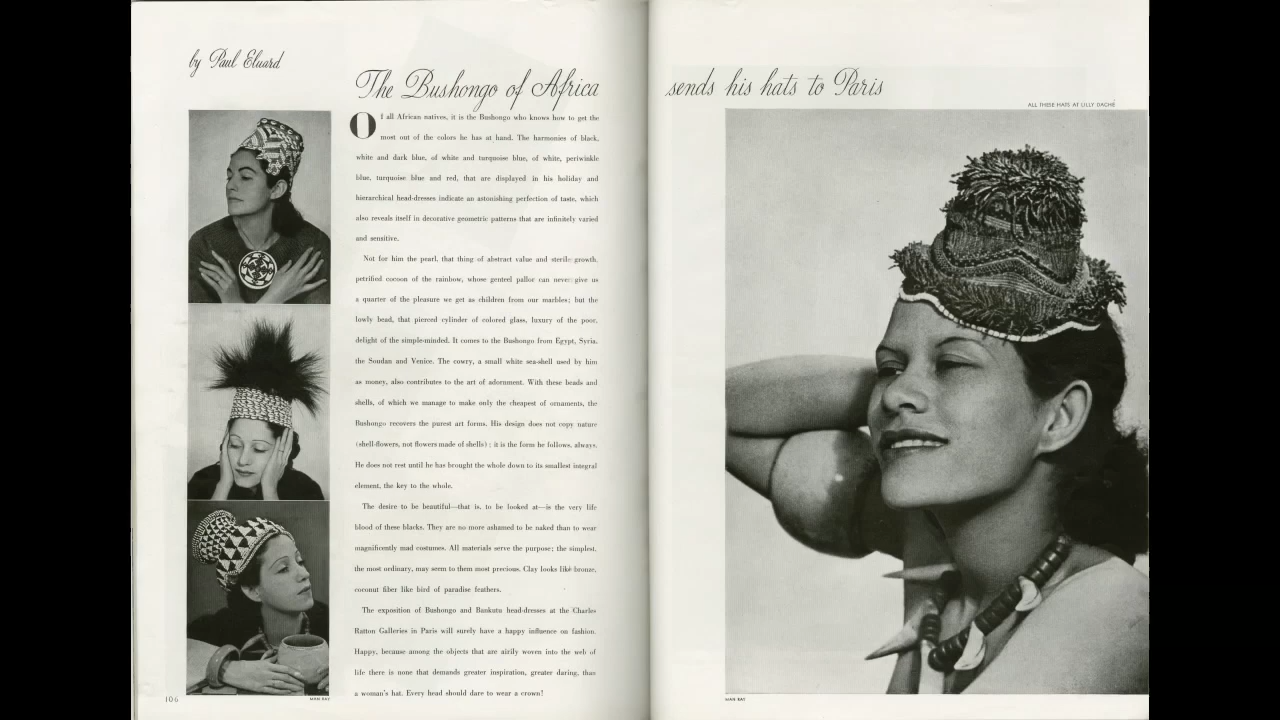 by Paul Eluard
The Bushongo of Africa sends his hats to Paris
ALL THESE HATS AT LILLY DACHÉ
Of all African natives, it is the Bushongo who knows how to get the
most out of the colors he has at hand. The harmonies of black,
white and dark blue, of white and turquoise blue, of white, periwinkle
blue, turquoise blue and red, that are displayed in his holiday and
hierarchical head-dresses indicate an astonishing perfection of taste, which
also reveals itself in decorative geometric patterns that are infinitely varied
and sensitive.
Not for him the pearl, that thing of abstract value and sterile growth,
petrified cocoon of the rainbow, whose genteel pallor can never give us
a quarter of the pleasure we get as children from our marbles; but the
lowly bead, that pierced cylinder of colored glass, luxury of the poor,
delight of the simple-minded. It comes to the Bushongo from Egypt, Syria,
the Soudan and Venice. The cowry, a small white sea-shell used by him
as money, also contributes to the art of adornment. With these beads and
shells, of which we manage to make only the cheapest of ornaments, the
Bushongo recovers the purest art forms. His design does not copy nature
(shell-flowers, not flowers made of shells); it is the form he follows, always.
He does not rest until he has brought the whole down to its smallest integral
element, the key to the whole.
The desire to be beautiful—that is, to be looked at—is the very life
blood of these blacks. They are no more ashamed to be naked than to wear
magnificently mad costumes. All materials serve the purpose; the simplest,
the most ordinary, may seem to them most precious. Clay looks like bronze,
coconut fiber like bird of paradise feathers.
The exposition of Bushongo and Bankutu head-dresses at the Charles
Ratton Galleries in Paris will surely have a happy influence on fashion.
Happy, because among the objects that are airily woven into the web of
life there is none that demands greater inspiration, greater daring, than
a woman's hat. Every head should dare to wear a crown!
106
MAN RAY
MAN RAY